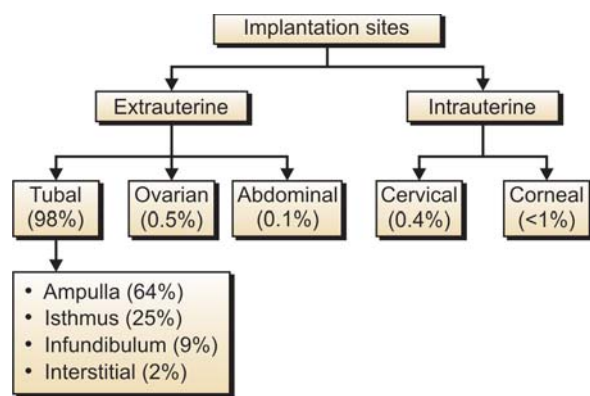 Implantation sites
Extrauterine
Intrauterine
Tubal
(98%)
Ovarian
(0.5%)
Abdominal
(0.1%)
Cervical
(0.4%)
Corneal
(<1%)
• Ampulla (64%)
• Isthmus (25%)
• Infundibulum (9%)
• Interstitial (2%)